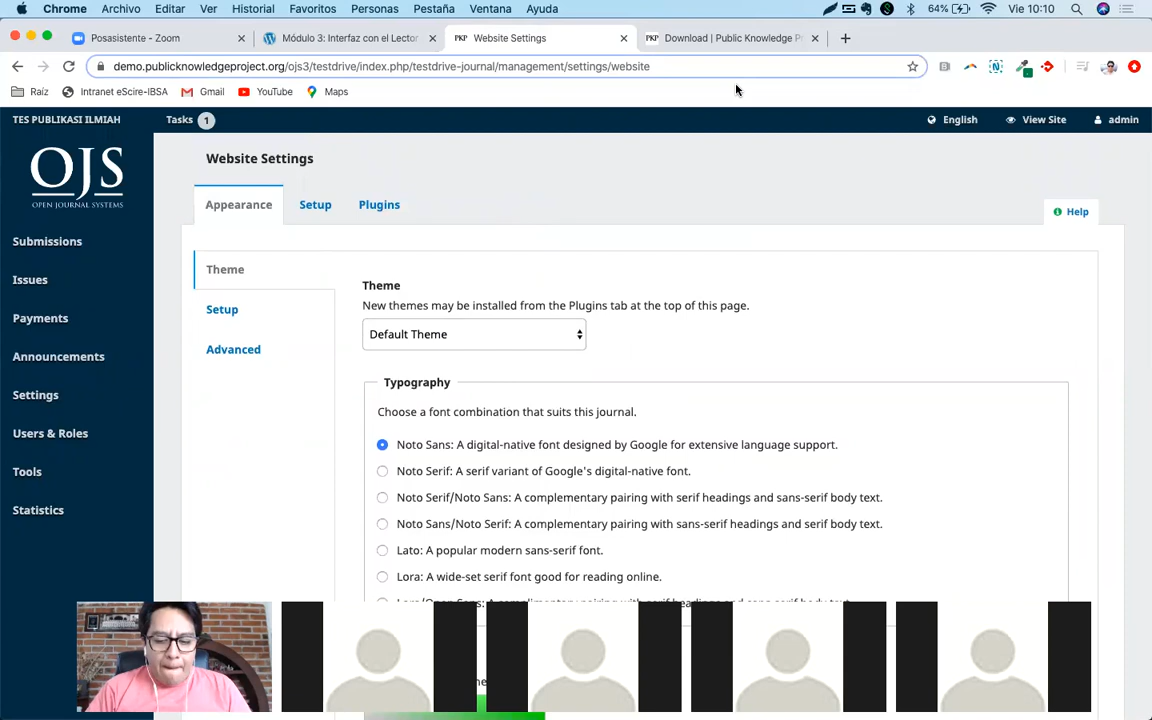 Chrome Archivo Editar Ver Historial Favoritos Personas Pestaña Ventana Ayuda 64% Vie 10:10
Posasistente - Zoom
Módulo 3: Interfaz con el Lector
PKP Website Settings
PKP Download | Public Knowledge P
demo.publicknowledgeproject.org/ojs3/testdrive/index.php/testdrive-journal/management/settings/website
Raíz Intranet eScire-IBSA Gmail YouTube Maps
TES PUBLIKASI ILMIAH Tasks 1 English View Site admin
OJS
OPEN JOURNAL SYSTEMS
Submissions
Issues
Payments
Announcements
Settings
Users & Roles
Tools
Statistics
Website Settings
Appearance Setup Plugins
Help
Theme
Setup
Advanced
Theme
New themes may be installed from the Plugins tab at the top of this page.
Default Theme
Typography
Choose a font combination that suits this journal.
Noto Sans: A digital-native font designed by Google for extensive language support.
Noto Serif: A serif variant of Google's digital-native font.
Noto Serif/Noto Sans: A complementary pairing with serif headings and sans-serif body text.
Noto Sans/Noto Serif: A complementary pairing with sans-serif headings and serif body text.
Lato: A popular modern sans-serif font.
Lora: A wide-set serif font good for reading online.